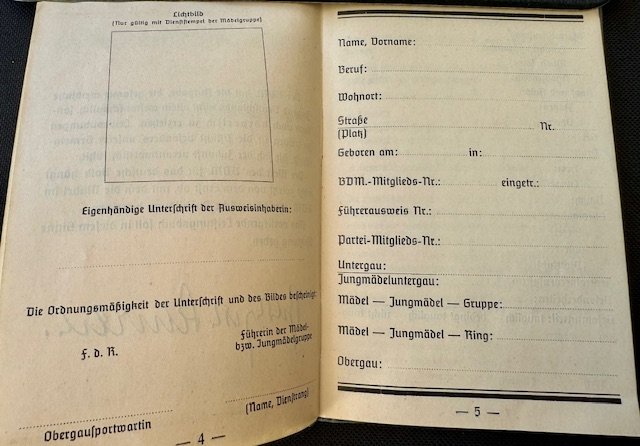 Lichtbild
(Nur gültig mit Dienststempel der Mädelgruppe)
Eigenhändige Unterschrift der Ausweisinhaberin:
Die Ordnungsmäßigkeit der Unterschrift und des Bildes bescheinigt:
F. d. R.
Führerin der Mädel-
bzw. Jungmädelgruppe
(Name, Dienstrang)
Obergausportwartin
— 4 —
Name, Vorname:
Beruf:
Wohnort:
Straße
(Platz) Nr.
Geboren am: in:
BDM.-Mitglieds-Nr.: eingetr.:
Führerausweis Nr.:
Partei-Mitglieds-Nr.:
Untergau:
Jungmädeluntergau:
Mädel — Jungmädel — Gruppe:
Mädel — Jungmädel — Ring:
Obergau:
— 5 —